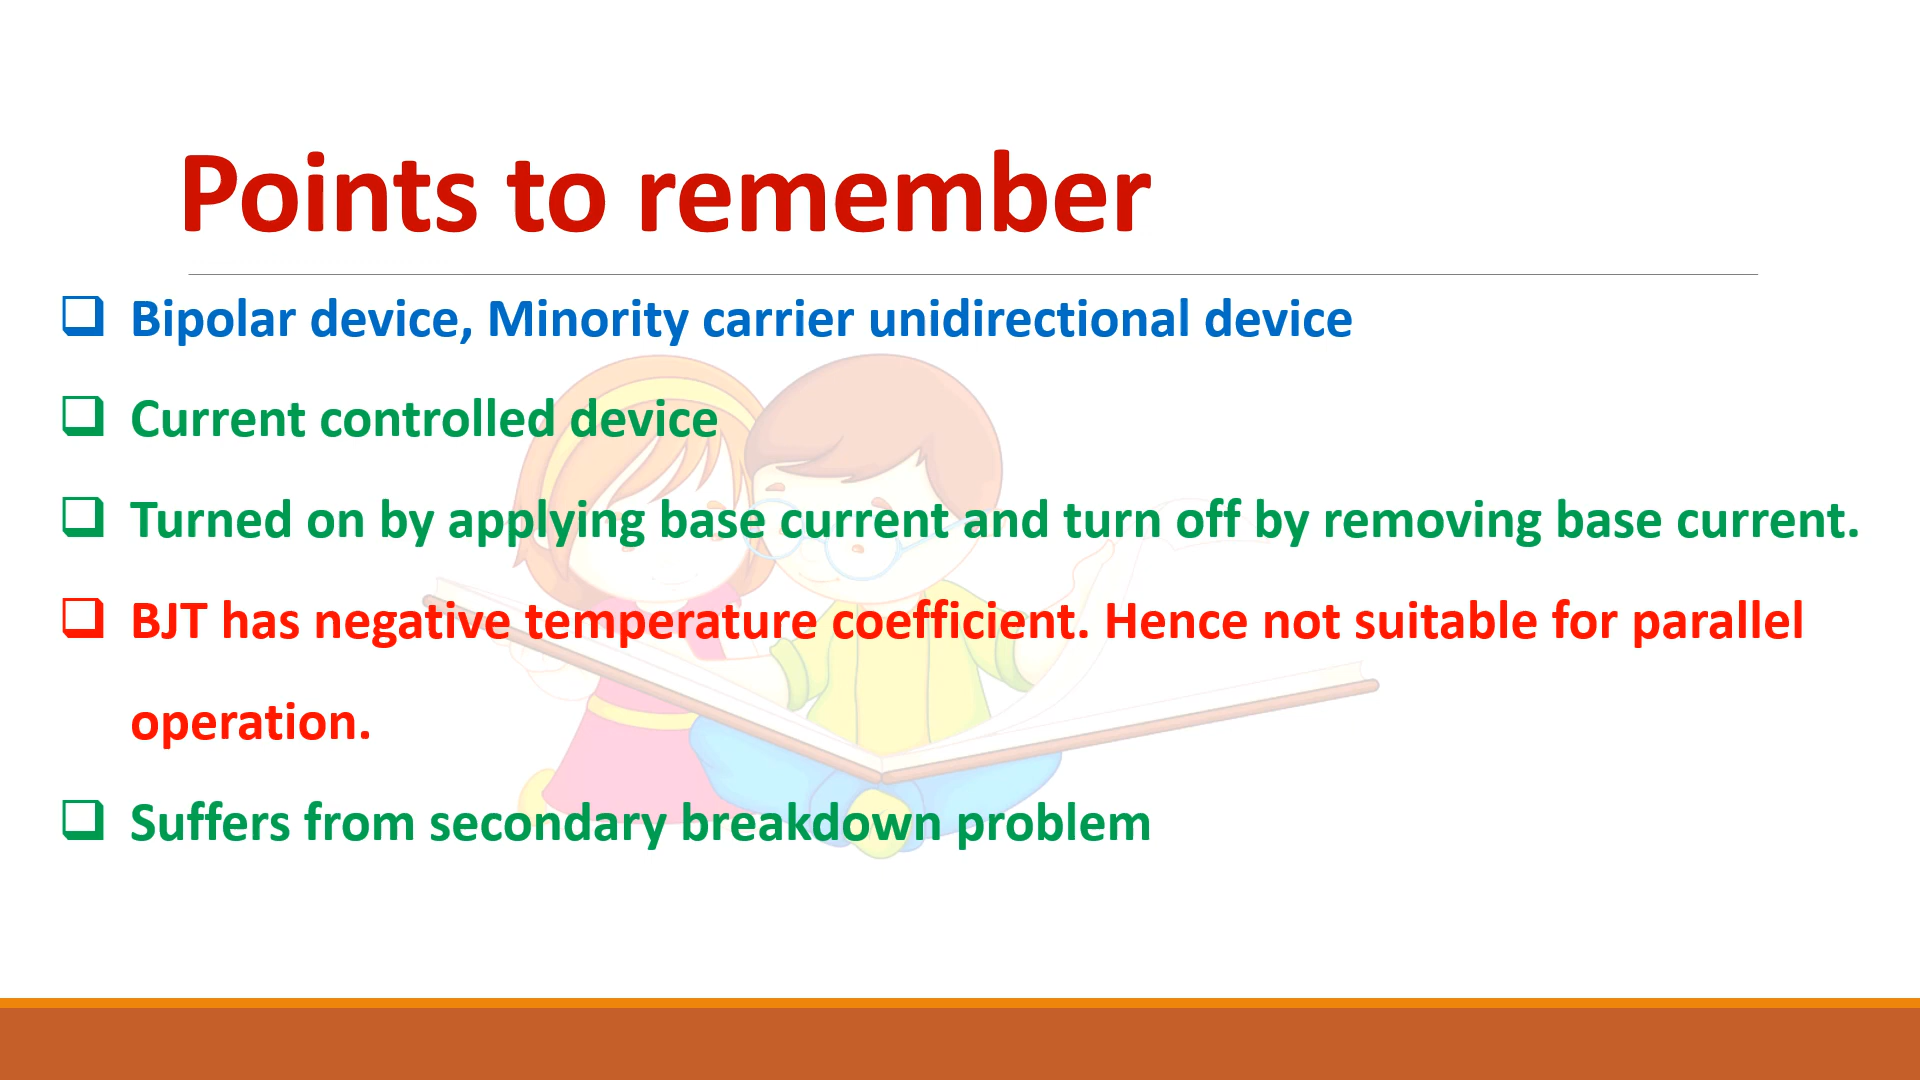 Points to remember
Bipolar device, Minority carrier unidirectional device
Current controlled device
Turned on by applying base current and turn off by removing base current.
BJT has negative temperature coefficient. Hence not suitable for parallel
operation.
Suffers from secondary breakdown problem